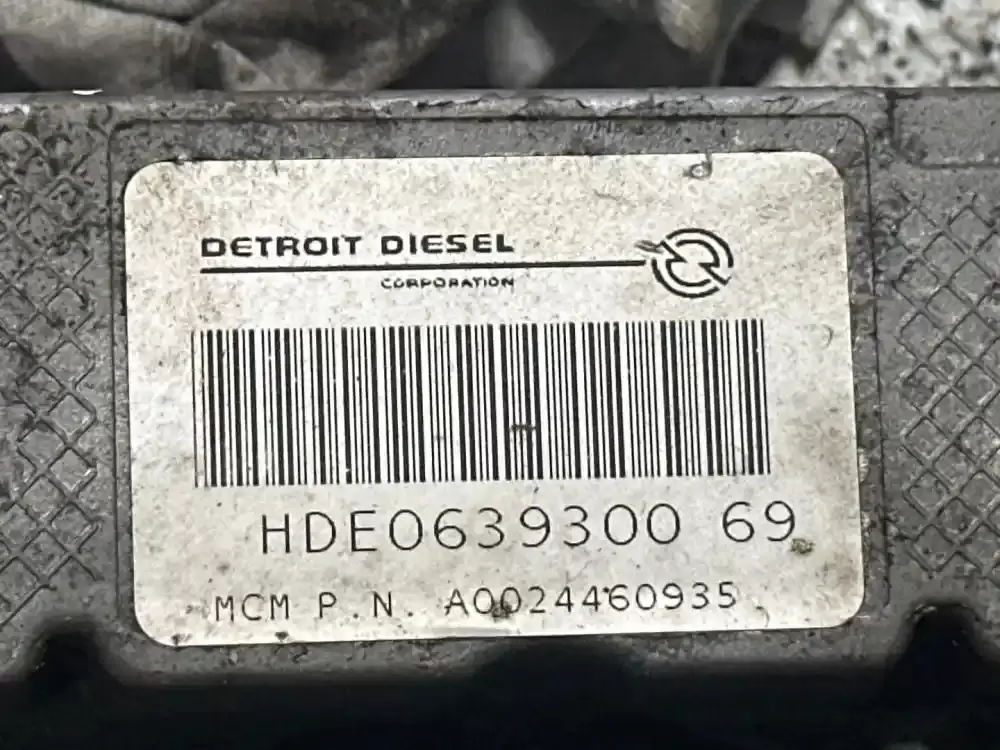 DETROIT DIESEL
CORPORATION
HDE0639300 69
MCM P.N. A0024460935